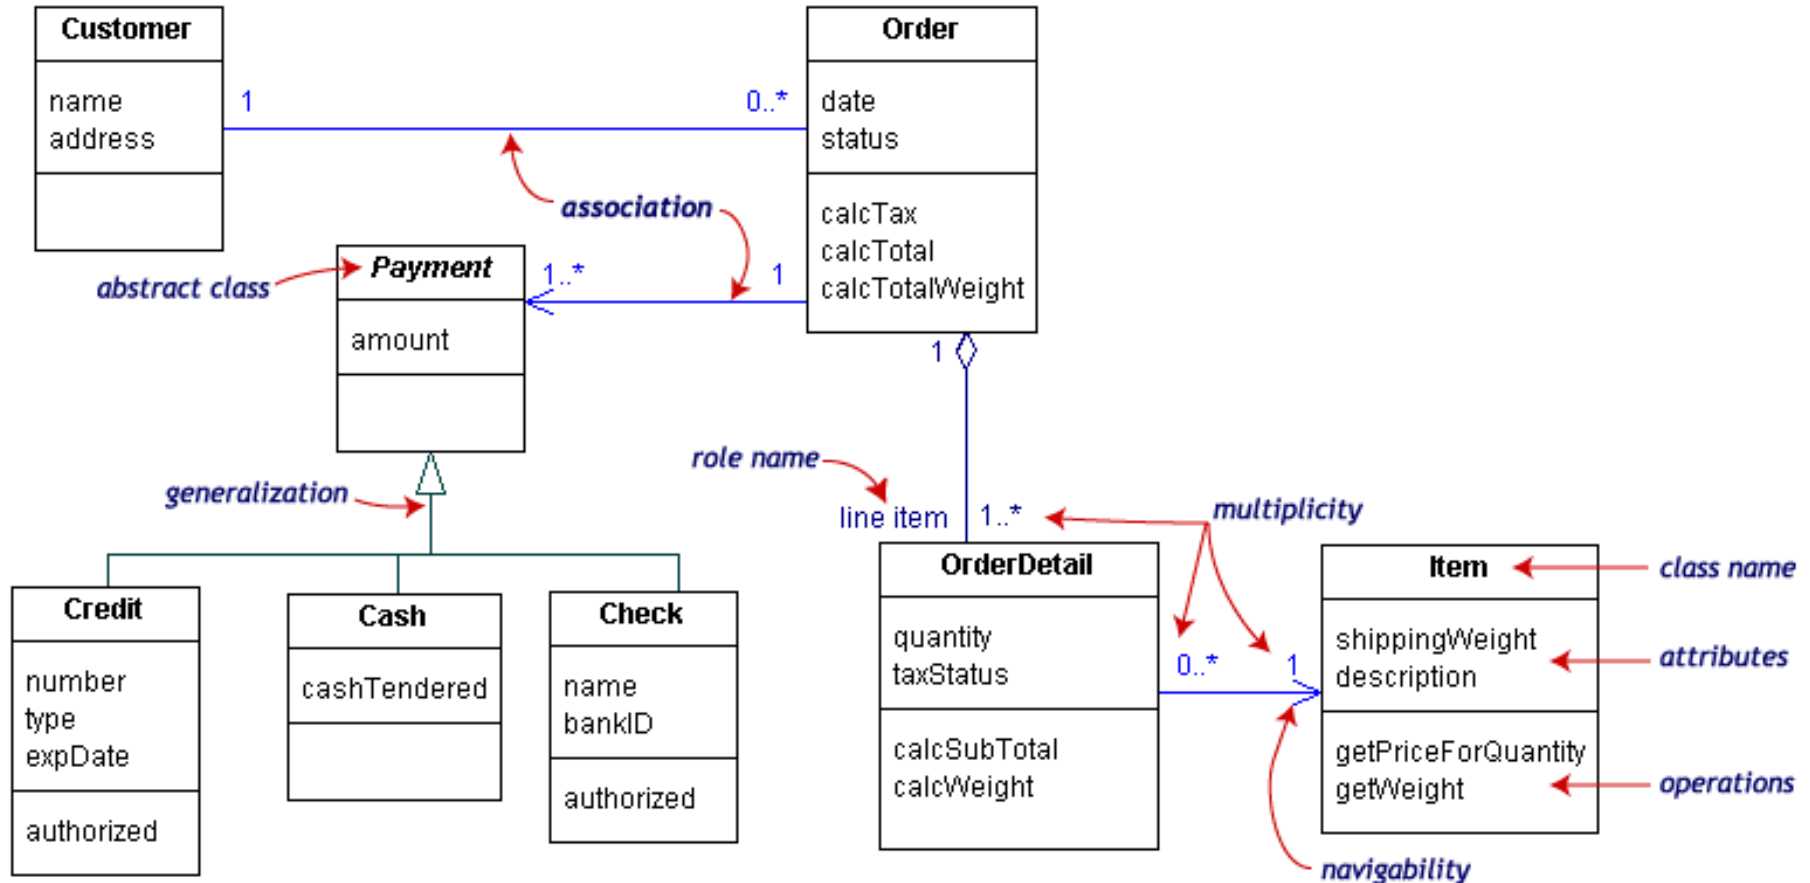 Customer
name
address
1
0..*
Order
date
status
calcTax
calcTotal
calcTotalWeight
association
abstract class
Payment
amount
1..*
1
1
generalization
role name
line item
1..*
multiplicity
Credit
number
type
expDate
authorized
Cash
cashTendered
Check
name
bankID
authorized
OrderDetail
quantity
taxStatus
calcSubTotal
calcWeight
0..*
1
Item
shippingWeight
description
getPriceForQuantity
getWeight
class name
attributes
operations
navigability